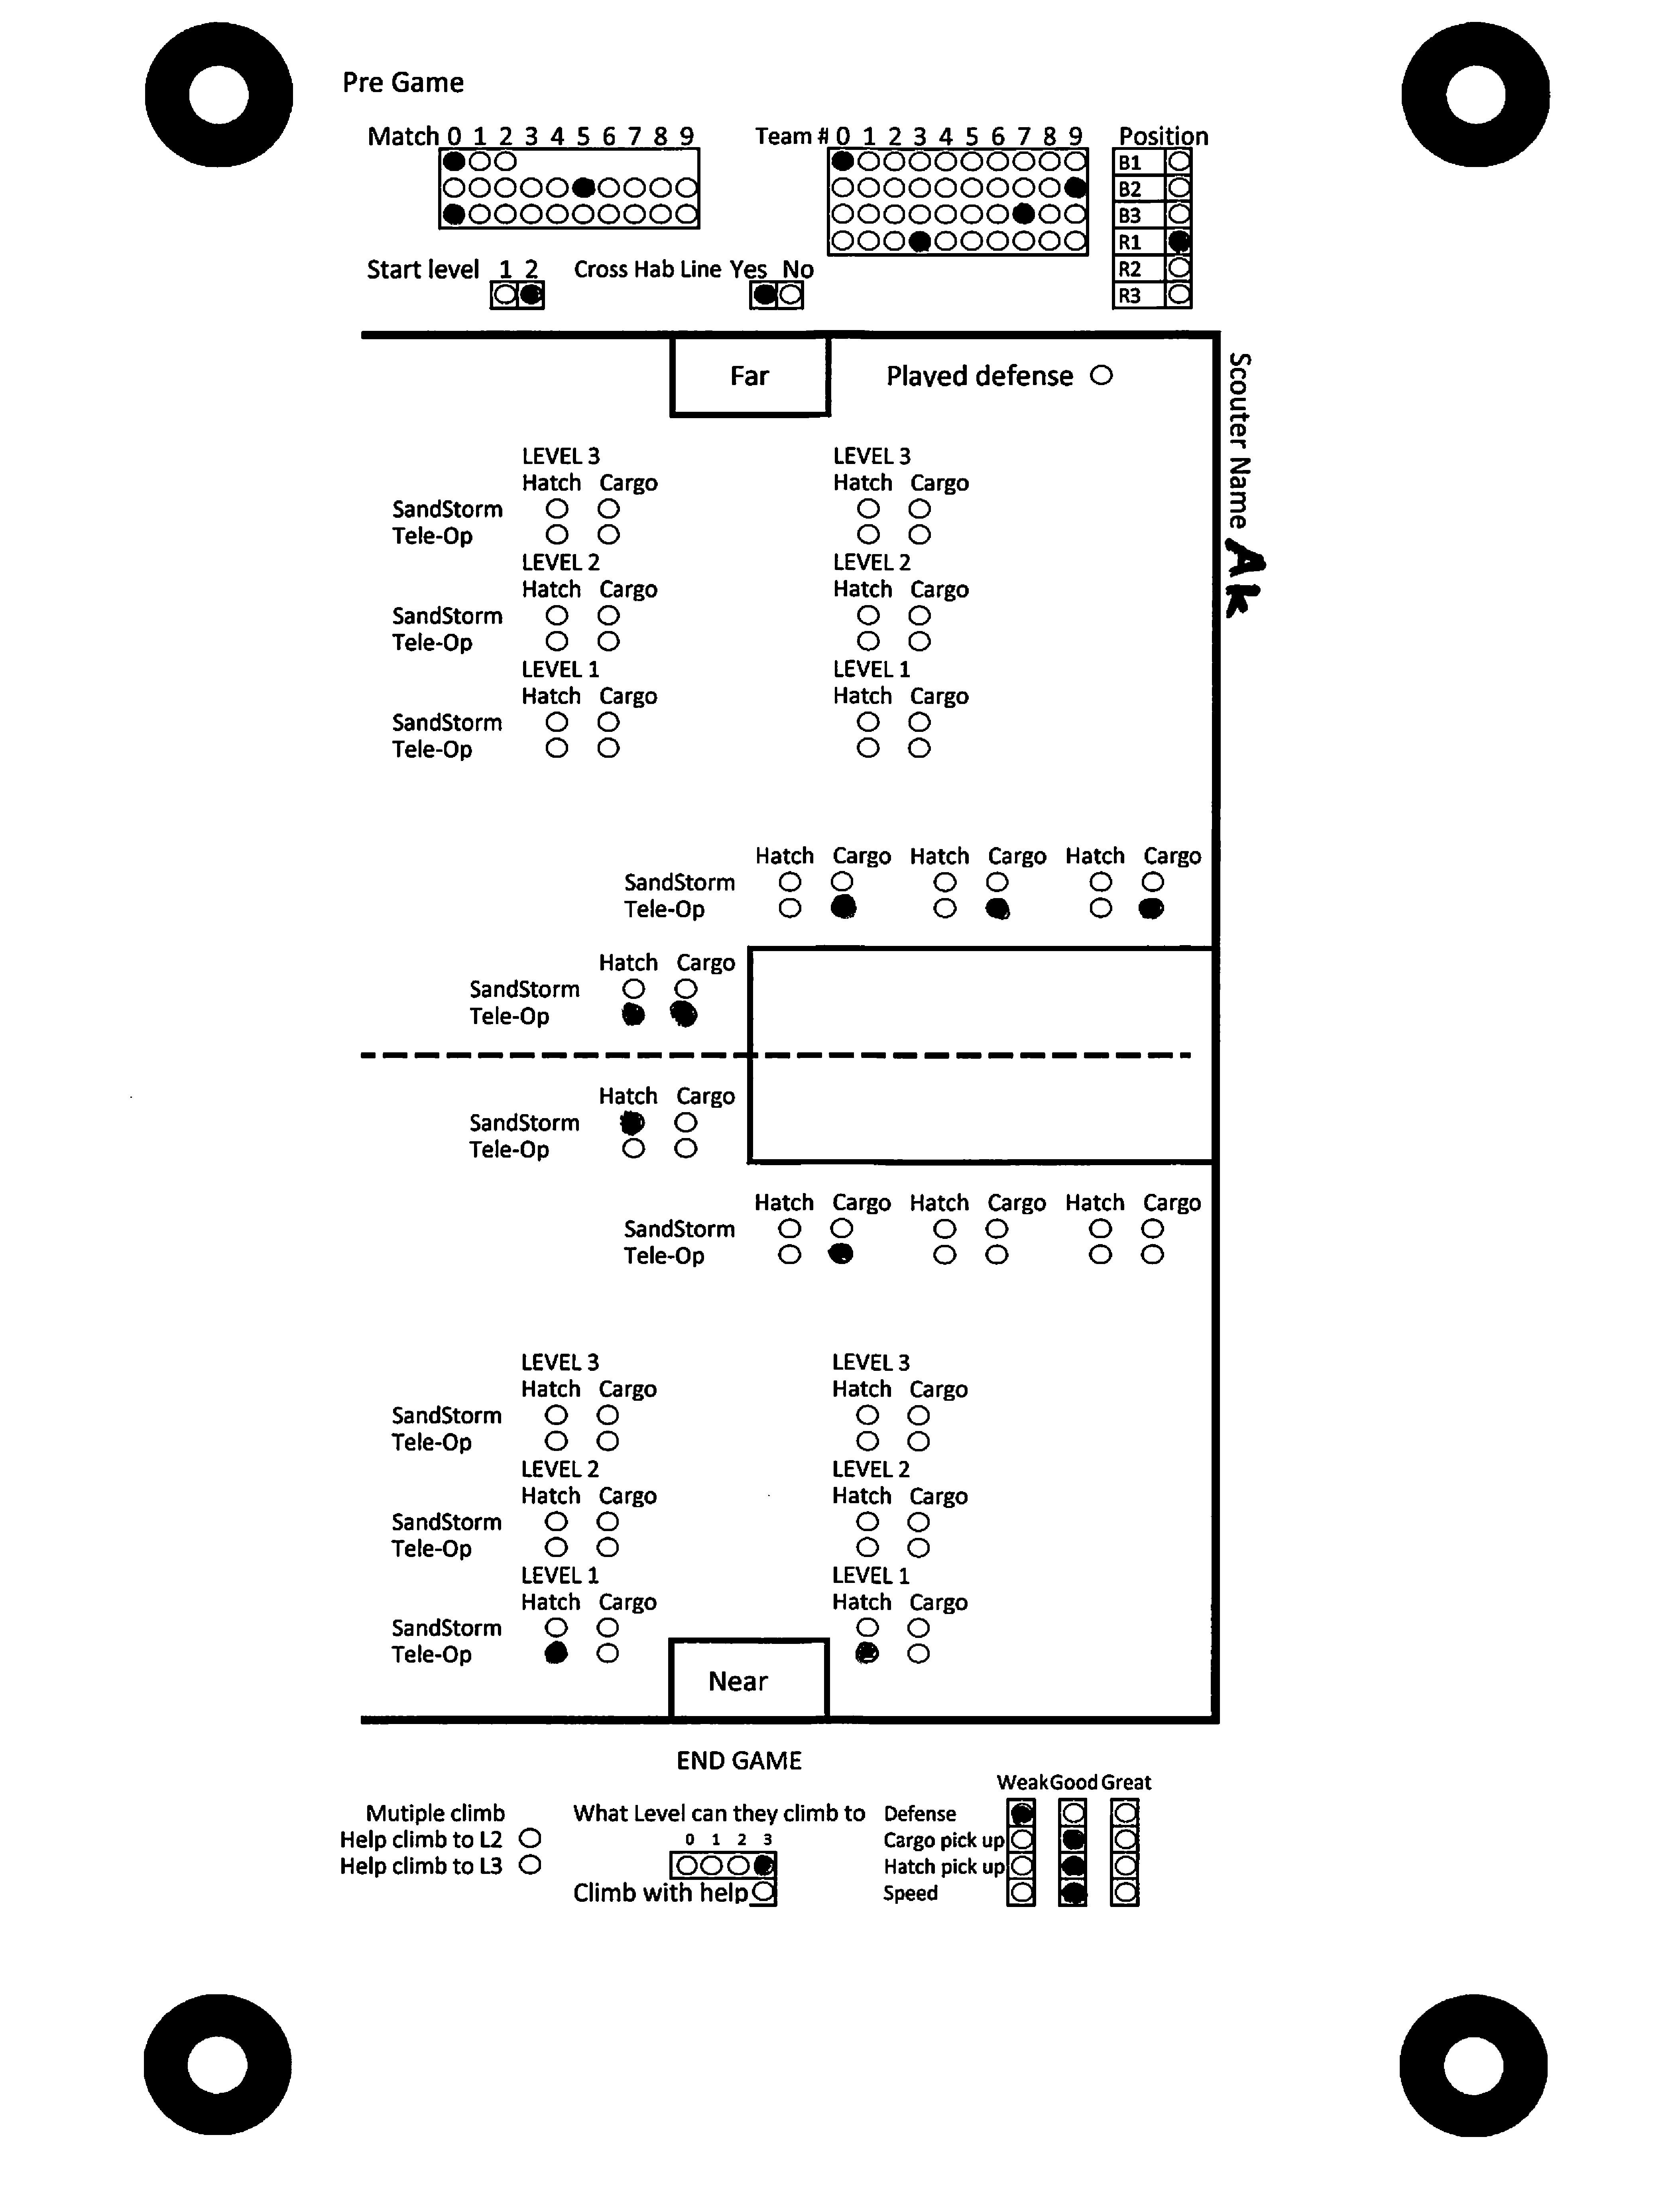 Pre Game
Match 0 1 2 3 4 5 6 7 8 9
Team # 0 1 2 3 4 5 6 7 8 9
Position
B1
B2
B3
R1
R2
R3
Start level 1 2
Cross Hab Line Yes No
Scouter Name AK
Far
Played defense
LEVEL 3 LEVEL 3
Hatch Cargo Hatch Cargo
SandStorm
Tele-Op
LEVEL 2 LEVEL 2
Hatch Cargo Hatch Cargo
SandStorm
Tele-Op
LEVEL 1 LEVEL 1
Hatch Cargo Hatch Cargo
SandStorm
Tele-Op
Hatch Cargo Hatch Cargo Hatch Cargo
SandStorm
Tele-Op
Hatch Cargo
SandStorm
Tele-Op
Hatch Cargo
SandStorm
Tele-Op
Hatch Cargo Hatch Cargo Hatch Cargo
SandStorm
Tele-Op
LEVEL 3 LEVEL 3
Hatch Cargo Hatch Cargo
SandStorm
Tele-Op
LEVEL 2 LEVEL 2
Hatch Cargo Hatch Cargo
SandStorm
Tele-Op
LEVEL 1 LEVEL 1
Hatch Cargo Hatch Cargo
SandStorm
Tele-Op
Near
END GAME
Mutiple climb
Help climb to L2
Help climb to L3
What Level can they climb to
0 1 2 3
Climb with help
Weak Good Great
Defense
Cargo pick up
Hatch pick up
Speed